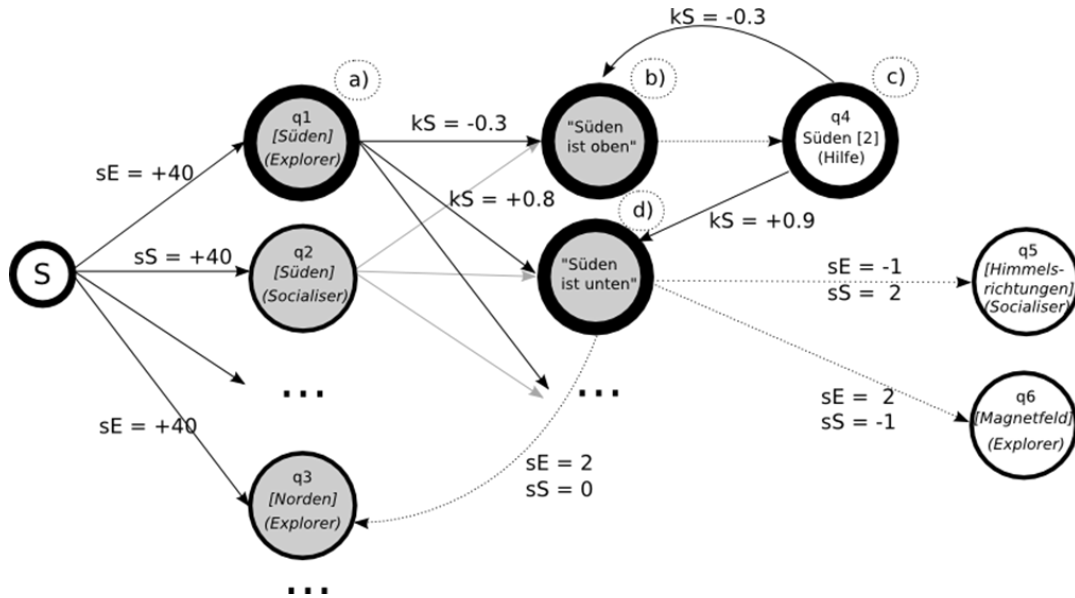 kS = -0.3
a)
b)
c)
q1
[Süden]
(Explorer)
kS = -0.3
"Süden
ist oben"
q4
Süden [2]
(Hilfe)
sE = +40
kS = +0.8
d)
kS = +0.9
S
sS = +40
q2
[Süden]
(Socialiser)
"Süden
ist unten"
sE = -1
sS = 2
q5
[Himmels-
richtungen]
(Socialiser)
...
...
sE = +40
sE = 2
sS = -1
q6
[Magnetfeld]
(Explorer)
q3
[Norden]
(Explorer)
sE = 2
sS = 0
...